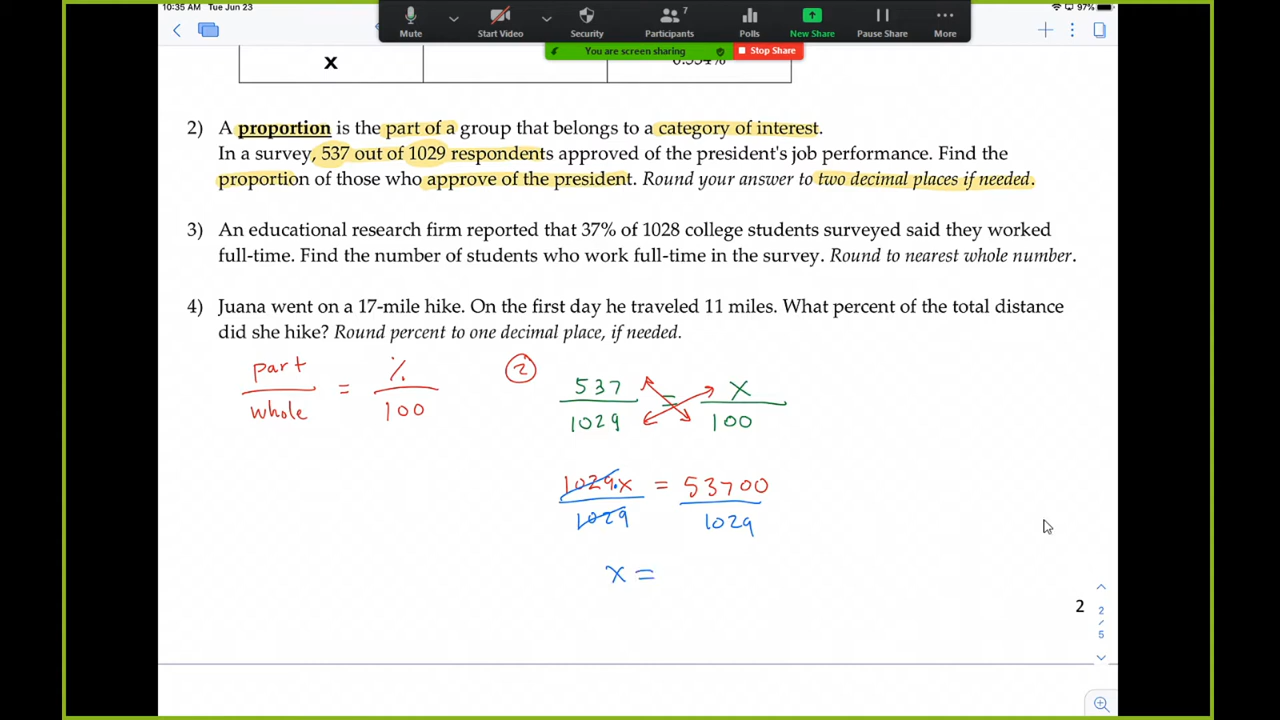 10:35 AM Tue Jun 23
97%
Mute
Start Video
Security
7
Participants
Polls
New Share
Pause Share
More
You are screen sharing
Stop Share
X
0.554%
2) A proportion is the part of a group that belongs to a category of interest.
In a survey, 537 out of 1029 respondents approved of the president's job performance. Find the
proportion of those who approve of the president. Round your answer to two decimal places if needed.
3) An educational research firm reported that 37% of 1028 college students surveyed said they worked
full-time. Find the number of students who work full-time in the survey. Round to nearest whole number.
4) Juana went on a 17-mile hike. On the first day he traveled 11 miles. What percent of the total distance
did she hike? Round percent to one decimal place, if needed.
part
whole
=
%
100
2
537
1029
=
X
100
1029·x = 53700
1029 1029
x =
2
2
/
5